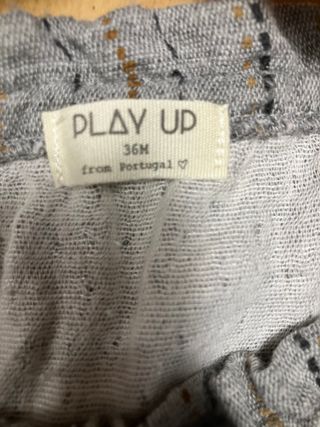 PLAY UP
36M
from Portugal ♡